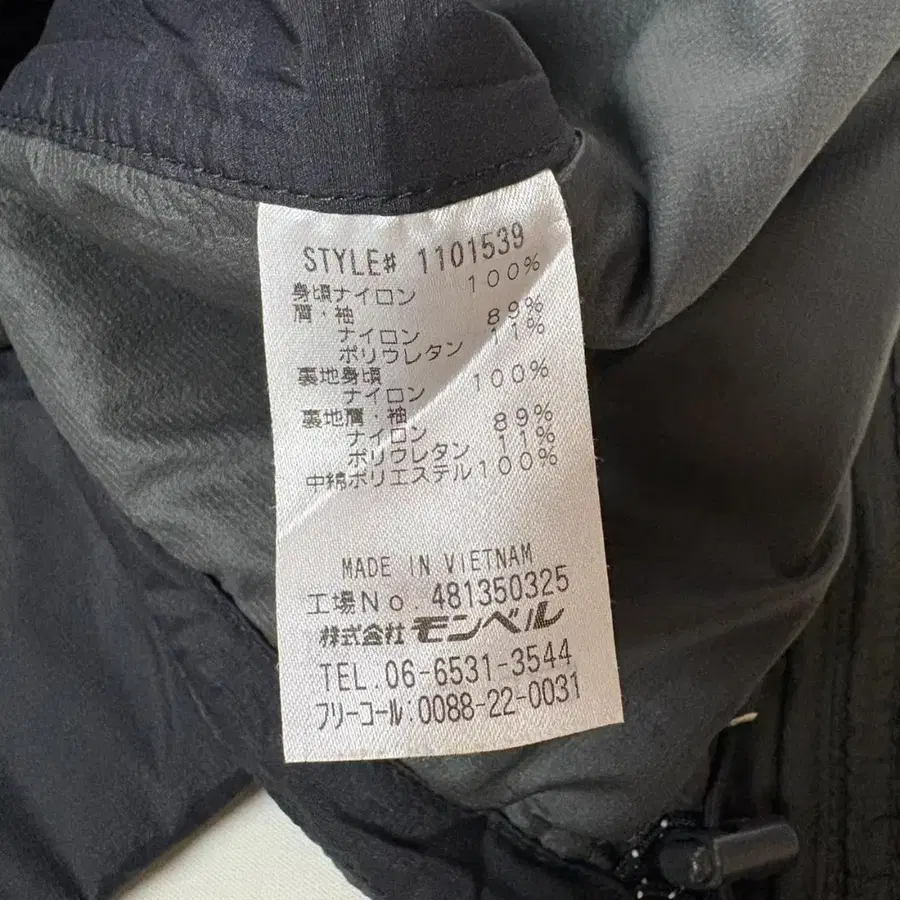 STYLE# 1101539
身頃ナイロン 100%
肩・袖
ナイロン 89%
ポリウレタン 11%
裏地身頃
ナイロン 100%
裏地肩・袖
ナイロン 89%
ポリウレタン 11%
中綿ポリエステル 100%
MADE IN VIETNAM
工場No. 481350325
株式会社 モンベル
TEL.06-6531-3544
フリーコール:0088-22-0031